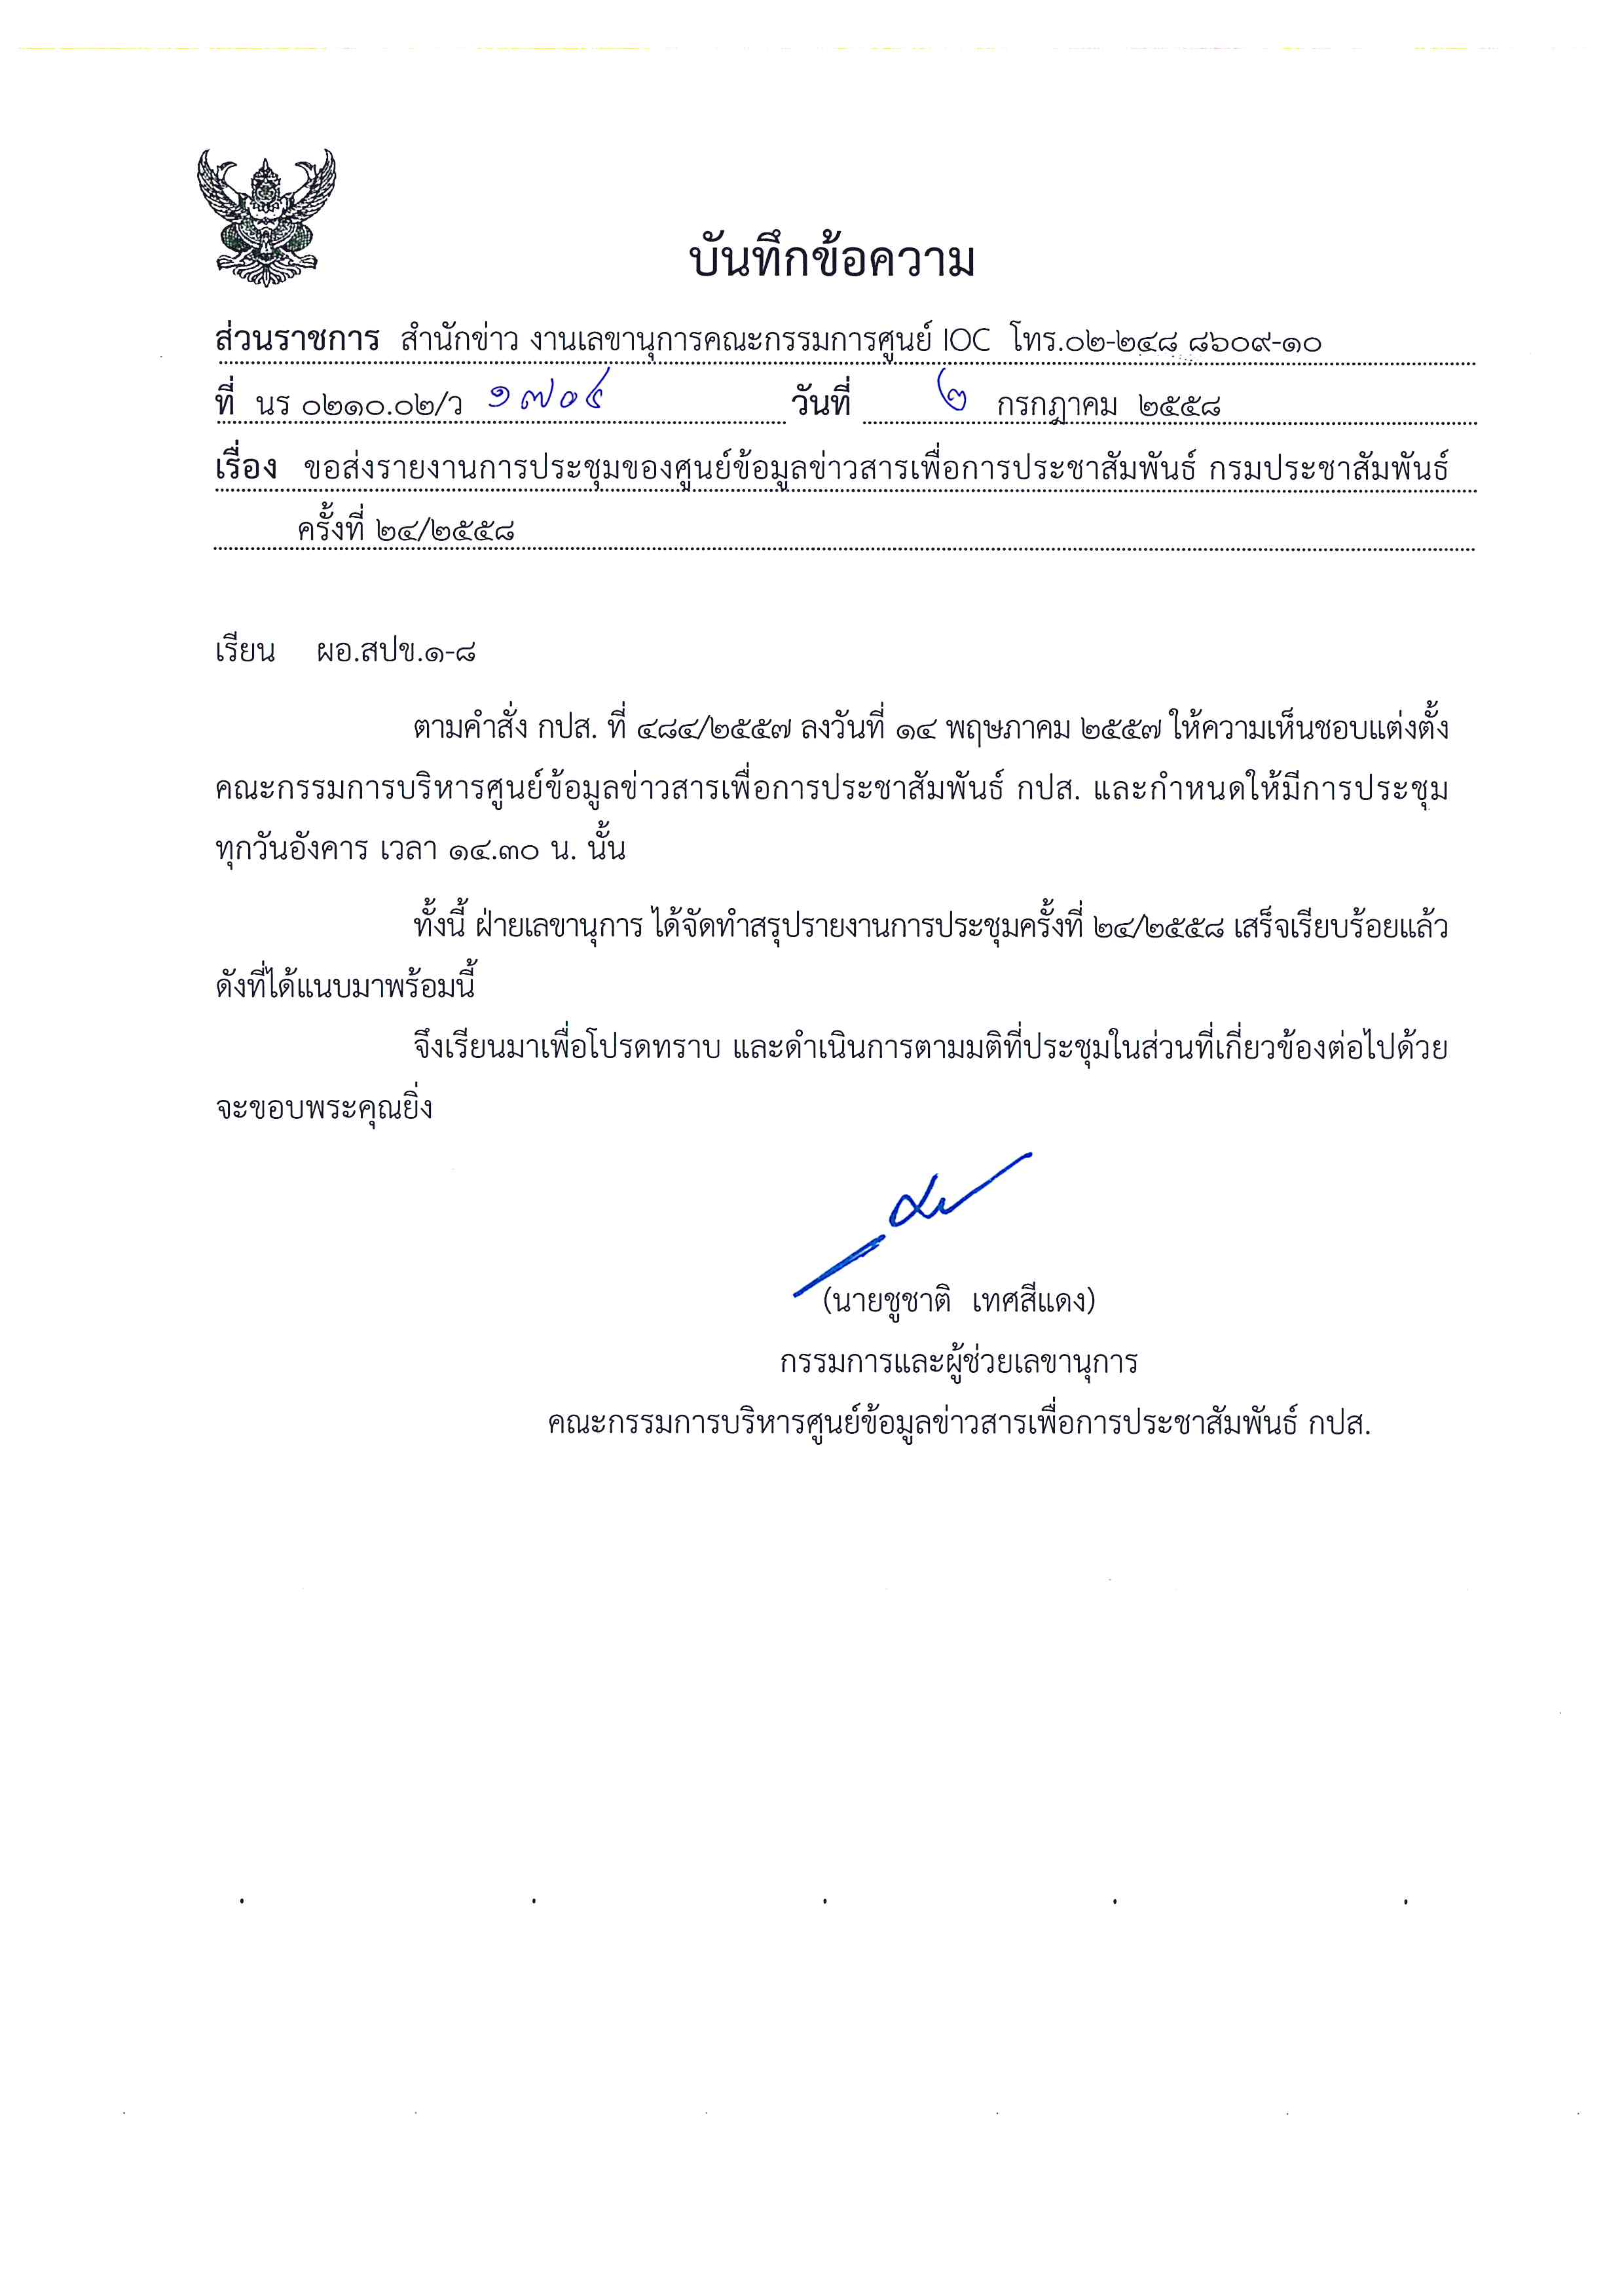 บันทึกข้อความ
ส่วนราชการ สำนักข่าว งานเลขานุการคณะกรรมการศูนย์ IOC โทร.๐๒-๒๔๘ ๘๖๐๙-๑๐
ที่ นร ๐๒๑๐.๐๒/ว ๑๗๐๔ วันที่ ๒ กรกฎาคม ๒๕๕๘
เรื่อง ขอส่งรายงานการประชุมของศูนย์ข้อมูลข่าวสารเพื่อการประชาสัมพันธ์ กรมประชาสัมพันธ์
ครั้งที่ ๒๔/๒๕๕๘
เรียน ผอ.สปข.๑-๘
ตามคำสั่ง กปส. ที่ ๔๘๔/๒๕๕๗ ลงวันที่ ๑๔ พฤษภาคม ๒๕๕๗ ให้ความเห็นชอบแต่งตั้ง
คณะกรรมการบริหารศูนย์ข้อมูลข่าวสารเพื่อการประชาสัมพันธ์ กปส. และกำหนดให้มีการประชุม
ทุกวันอังคาร เวลา ๑๔.๓๐ น. นั้น
ทั้งนี้ ฝ่ายเลขานุการ ได้จัดทำสรุปรายงานการประชุมครั้งที่ ๒๔/๒๕๕๘ เสร็จเรียบร้อยแล้ว
ดังที่ได้แนบมาพร้อมนี้
จึงเรียนมาเพื่อโปรดทราบ และดำเนินการตามมติที่ประชุมในส่วนที่เกี่ยวข้องต่อไปด้วย
จะขอบพระคุณยิ่ง
(นายชูชาติ เทศสีแดง)
กรรมการและผู้ช่วยเลขานุการ
คณะกรรมการบริหารศูนย์ข้อมูลข่าวสารเพื่อการประชาสัมพันธ์ กปส.